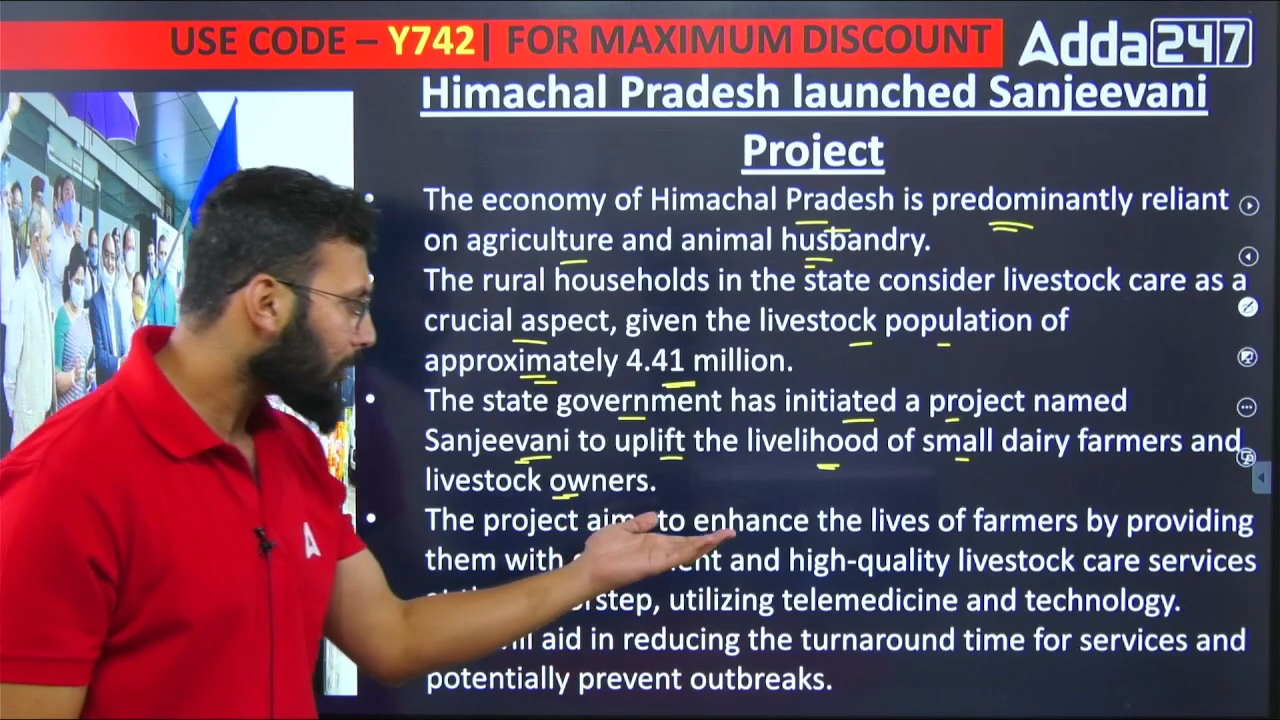 USE CODE – Y742| FOR MAXIMUM DISCOUNT
Adda247
Himachal Pradesh launched Sanjeevani
Project
• The economy of Himachal Pradesh is predominantly reliant
on agriculture and animal husbandry.
The rural households in the state consider livestock care as a
crucial aspect, given the livestock population of
approximately 4.41 million.
• The state government has initiated a project named
Sanjeevani to uplift the livelihood of small dairy farmers and
livestock owners.
• The project to enhance the lives of farmers by providing
them with and high-quality livestock care services
utilizing telemedicine and technology.
aid in reducing the turnaround time for services and
potentially prevent outbreaks.
A